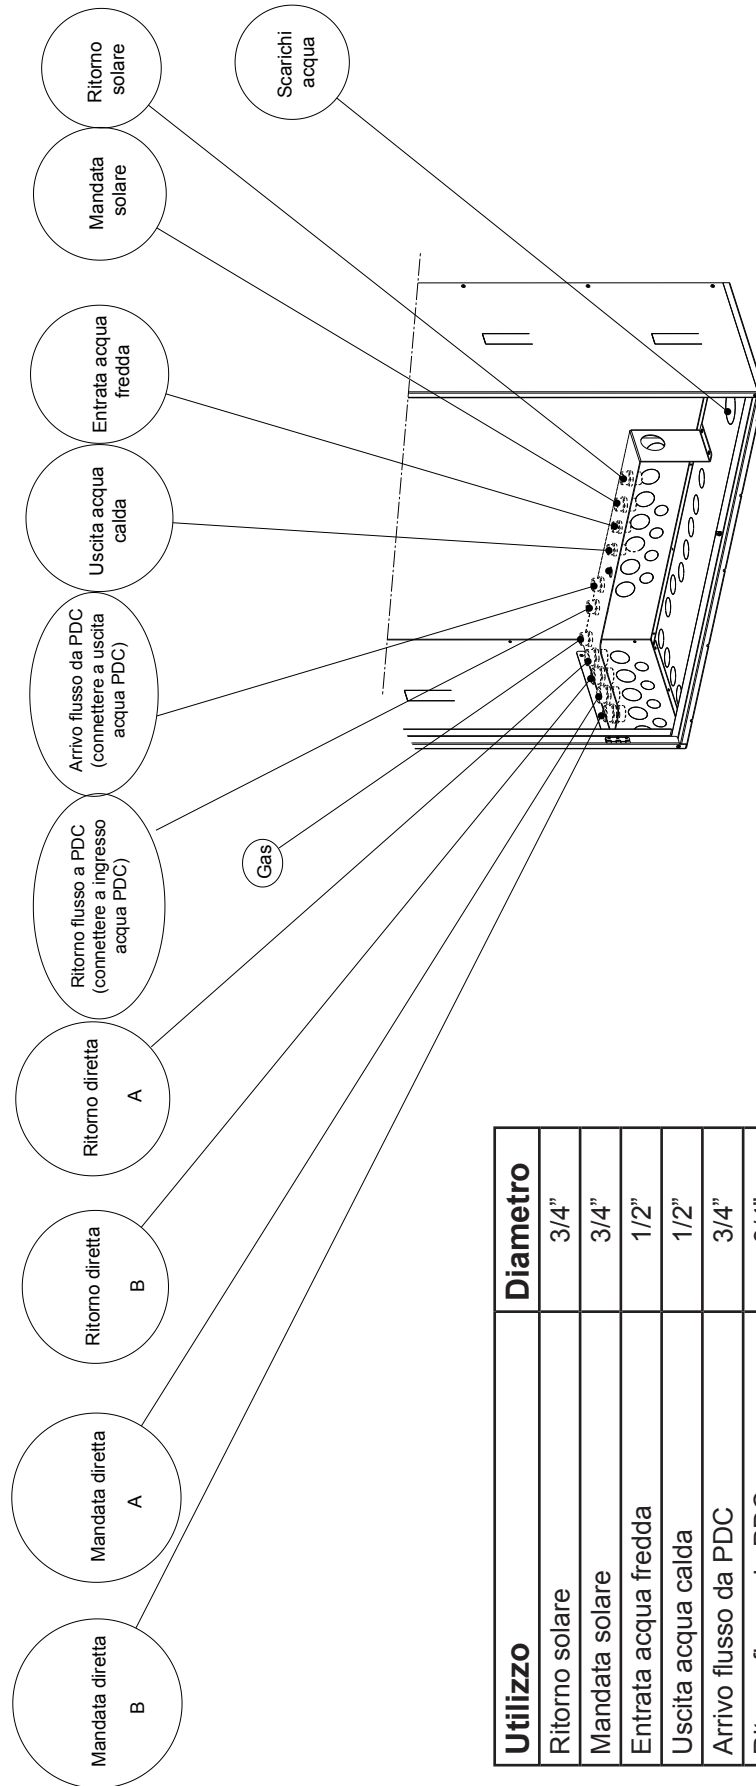 Mandata diretta
B
Mandata diretta
A
Ritorno diretta
B
Ritorno diretta
A
Ritorno flusso a PDC
(connettere a ingresso
acqua PDC)
Arrivo flusso da PDC
(connettere a uscita
acqua PDC)
Uscita acqua
calda
Entrata acqua
fredda
Mandata
solare
Ritorno
solare
Gas
Scarichi
acqua
Utilizzo Diametro
Ritorno solare 3/4”
Mandata solare 3/4”
Entrata acqua fredda 1/2”
Uscita acqua calda 1/2”
Arrivo flusso da PDC 3/4”